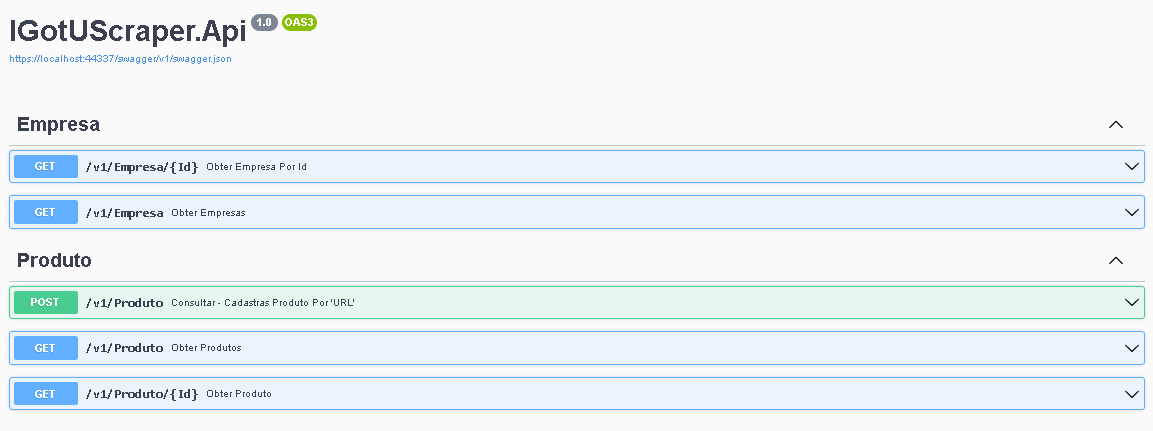 IGotUScraper.Api 1.0 OAS3
https://localhost:44337/swagger/v1/swagger.json
Empresa
GET /v1/Empresa/{Id} Obter Empresa Por Id
GET /v1/Empresa Obter Empresas
Produto
POST /v1/Produto Consultar - Cadastras Produto Por 'URL'
GET /v1/Produto Obter Produtos
GET /v1/Produto/{Id} Obter Produto